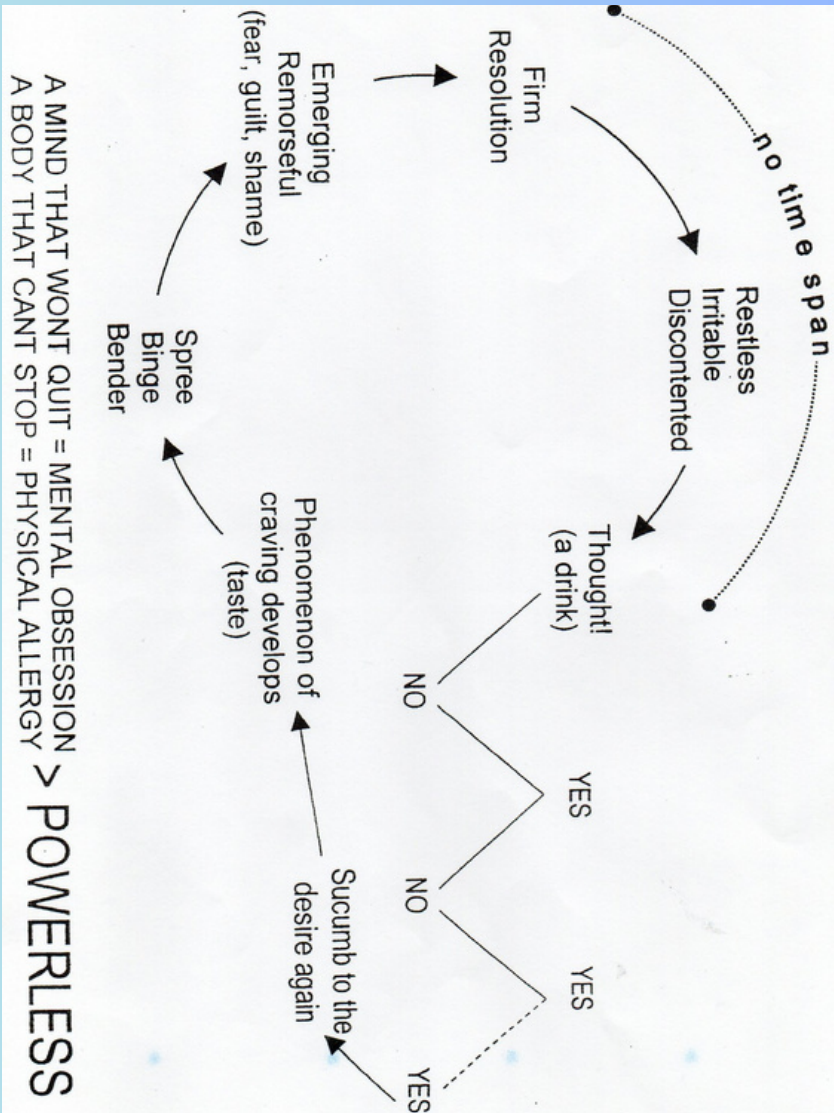 no time span
Firm
Resolution
Restless
Irritable
Discontented
Thought!
(a drink)
NO
YES
NO
YES
YES
Sucumb to the
desire again
Phenomenon of
craving develops
(taste)
Spree
Binge
Bender
Emerging
Remorseful
(fear, guilt, shame)
A MIND THAT WONT QUIT = MENTAL OBSESSION
A BODY THAT CANT STOP = PHYSICAL ALLERGY
> POWERLESS